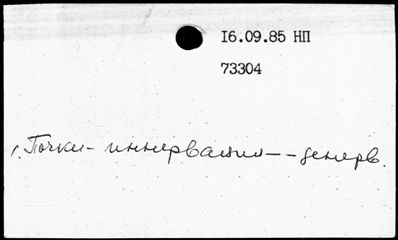 16.09.85 НП
73304
1. Почки - иннервация - - денерв.